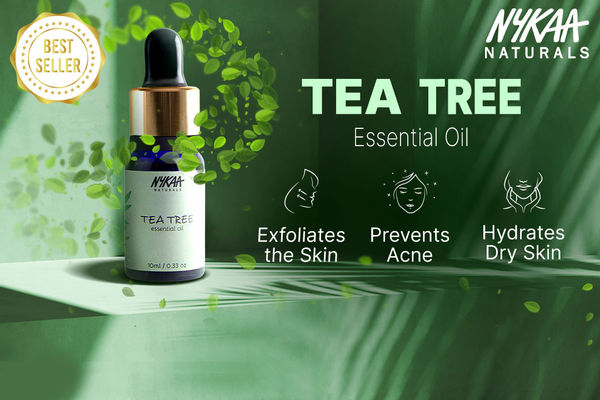 BEST
SELLER
NYKAA
NATURALS
TEA TREE
Essential Oil
Exfoliates
the Skin
Prevents
Acne
Hydrates
Dry Skin
NYKAA
NATURALS
TEA TREE
essential oil
10ml / 0.33 oz